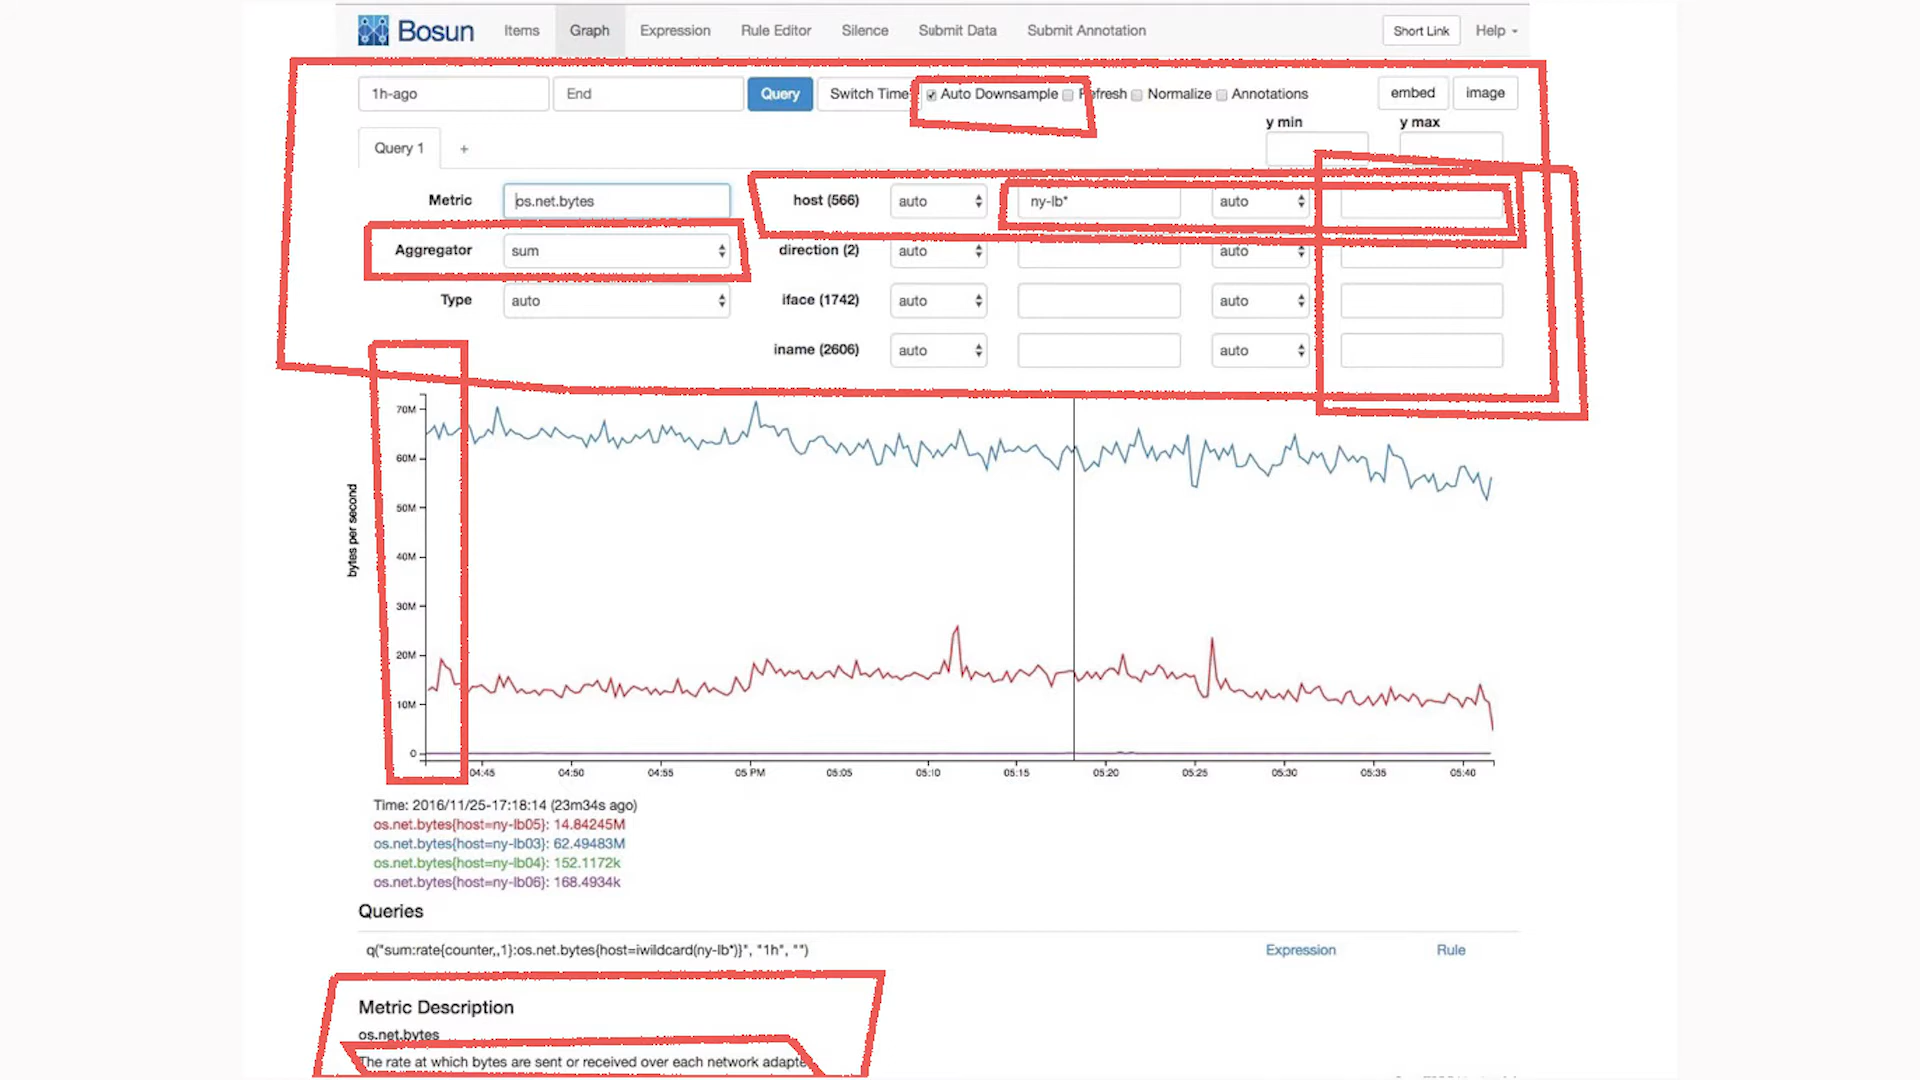 Bosun Items Graph Expression Rule Editor Silence Submit Data Submit Annotation Short Link Help
1h-ago End Query Switch Time Auto Downsample Refresh Normalize Annotations embed image
y min y max
Query 1 +
Metric os.net.bytes host (566) auto ny-lb* auto
Aggregator sum direction (2) auto auto
Type auto iface (1742) auto auto
iname (2606) auto auto
bytes per second
70M
60M
50M
40M
30M
20M
10M
0
04:45 04:50 04:55 05 PM 05:05 05:10 05:15 05:20 05:25 05:30 05:35 05:40
Time: 2016/11/25-17:18:14 (23m34s ago)
os.net.bytes{host=ny-lb05}: 14.84245M
os.net.bytes{host=ny-lb03}: 62.49483M
os.net.bytes{host=ny-lb04}: 152.1172k
os.net.bytes{host=ny-lb06}: 168.4934k
Queries
q("sum:rate{counter,,1}:os.net.bytes{host=iwildcard(ny-lb*)}", "1h", "") Expression Rule
Metric Description
os.net.bytes
The rate at which bytes are sent or received over each network